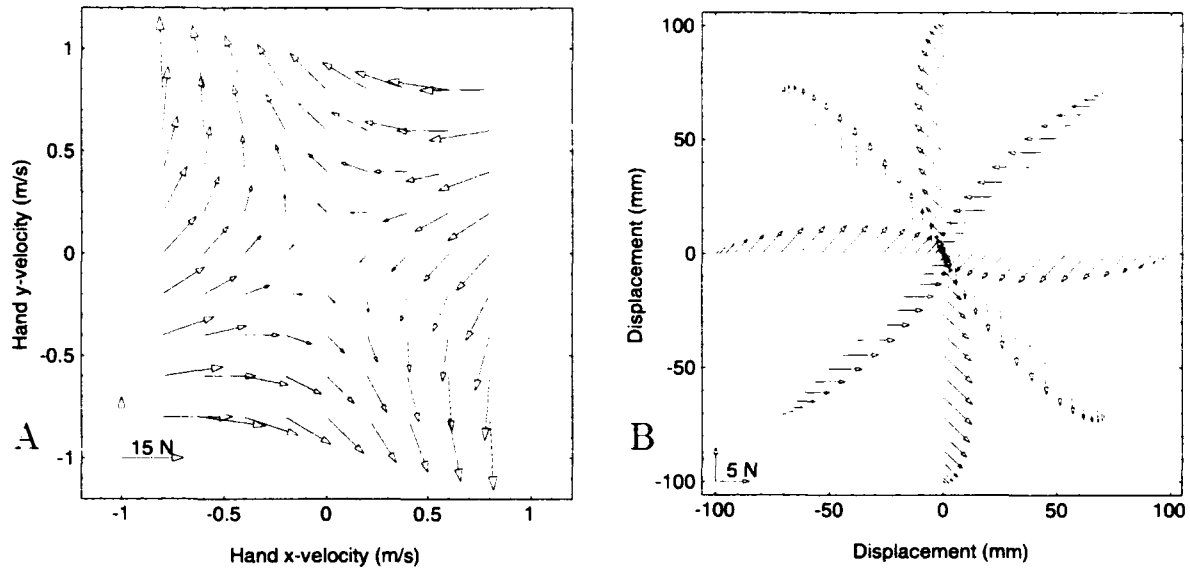 1
0.5
0
-0.5
-1
Hand y-velocity (m/s)
A
15 N
-1
-0.5
0
0.5
1
Hand x-velocity (m/s)
100
50
0
-50
-100
Displacement (mm)
B
5 N
-100
-50
0
50
100
Displacement (mm)